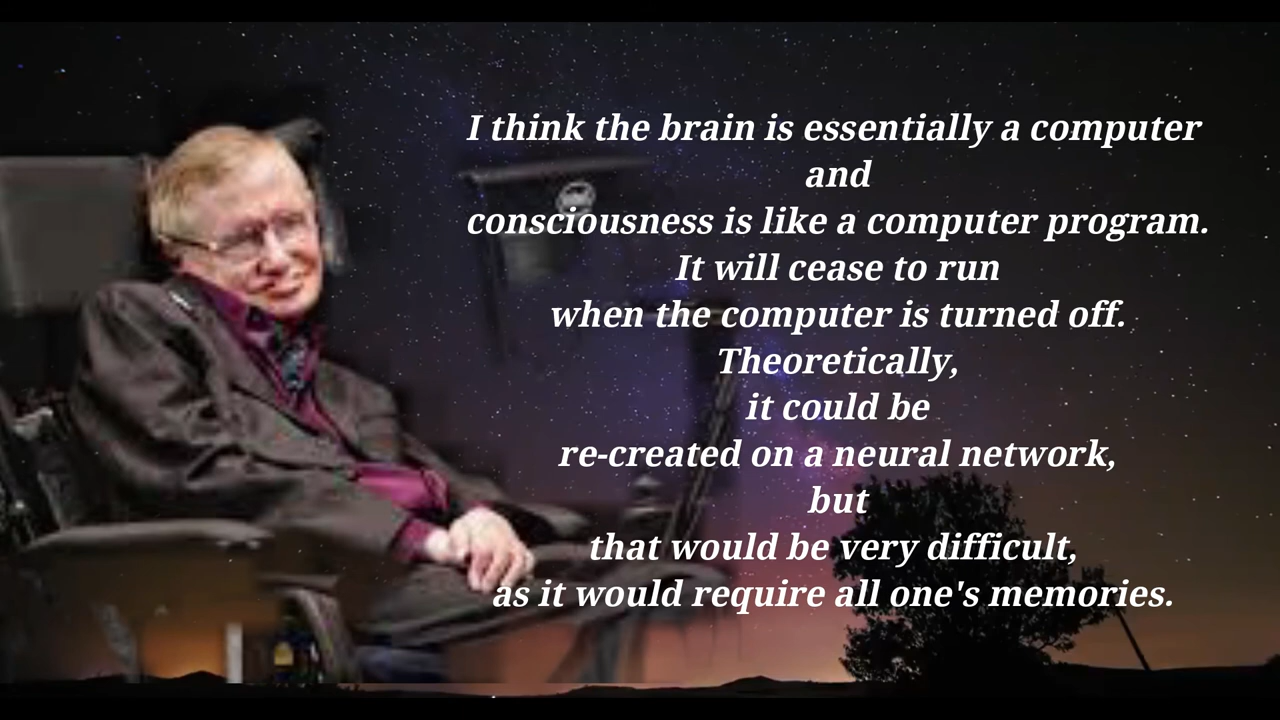 I think the brain is essentially a computer
and
consciousness is like a computer program.
It will cease to run
when the computer is turned off.
Theoretically,
it could be
re-created on a neural network,
but
that would be very difficult,
as it would require all one's memories.